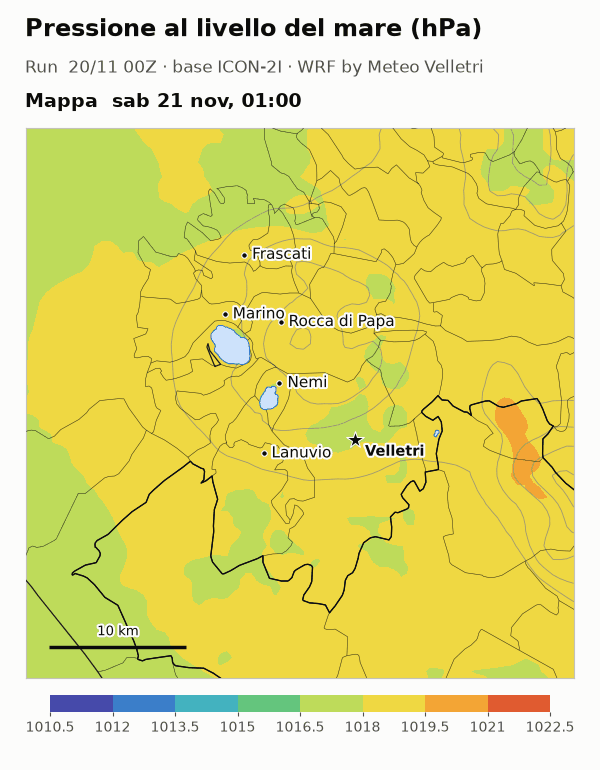 Pressione al livello del mare (hPa)
Run  20/11 00Z · base ICON-2I · WRF by Meteo Velletri
Mappa  sab 21 nov, 01:00
Frascati
Marino
Rocca di Papa
Nemi
Velletri
Lanuvio
10 km
1010.5 1012 1013.5 1015 1016.5 1018 1019.5 1021 1022.5